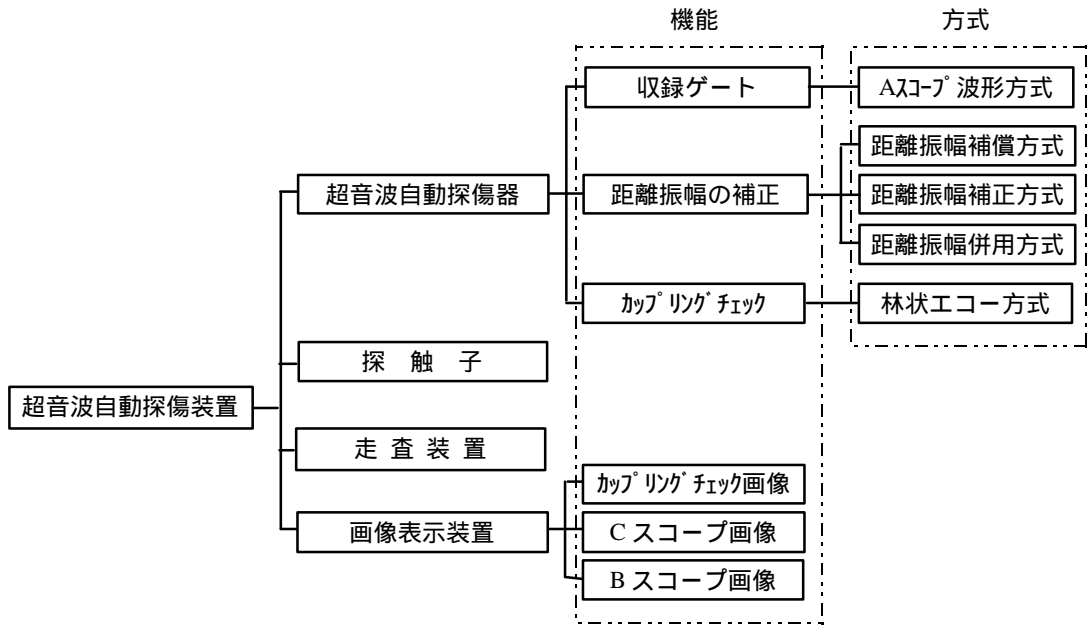 機能
方式
収録ゲート
Aｽｺｰﾌﾟ波形方式
距離振幅補償方式
超音波自動探傷器
距離振幅の補正
距離振幅補正方式
距離振幅併用方式
ｶｯﾌﾟﾘﾝｸﾞﾁｪｯｸ
林状エコー方式
探 触 子
超音波自動探傷装置
走 査 装 置
ｶｯﾌﾟﾘﾝｸﾞﾁｪｯｸ画像
画像表示装置
C スコープ画像
B スコープ画像